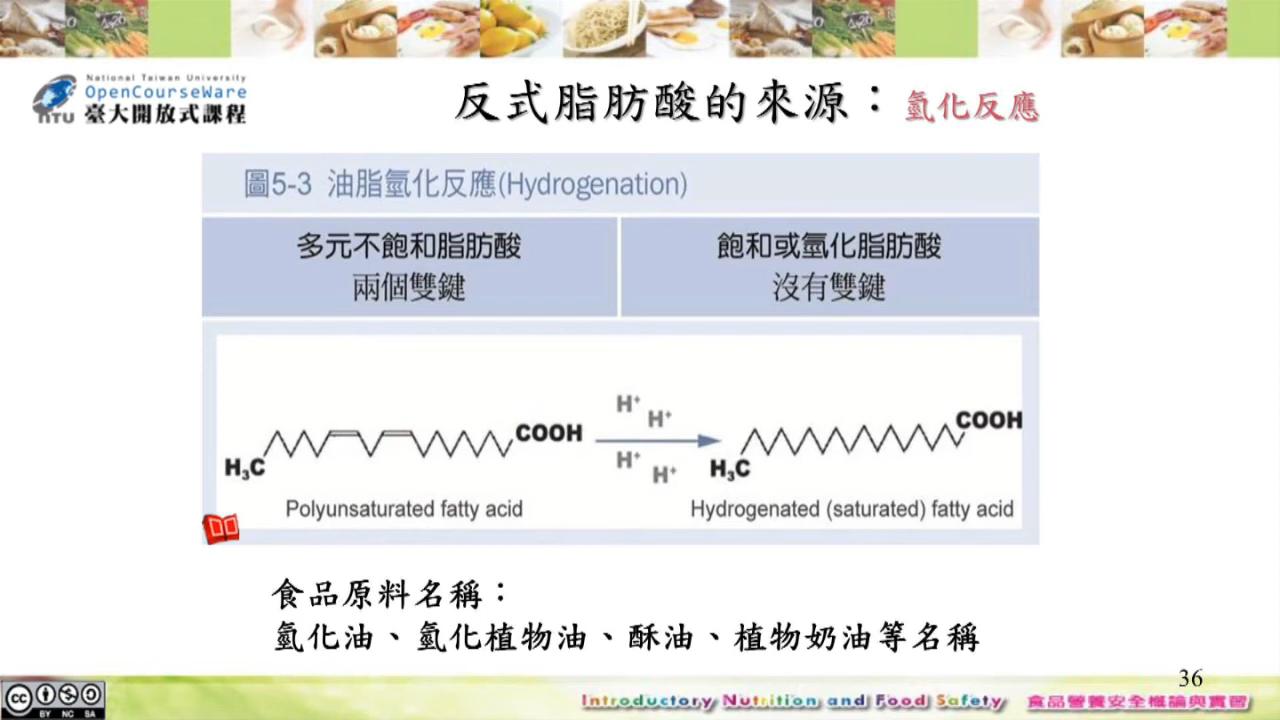 National Taiwan University
OpenCourseWare
NTU 臺大開放式課程
反式脂肪酸的來源：氫化反應
圖5-3 油脂氫化反應(Hydrogenation)
多元不飽和脂肪酸
兩個雙鍵
飽和或氫化脂肪酸
沒有雙鍵
H₃C COOH
H⁺ H⁺
H⁺ H⁺
H₃C COOH
Polyunsaturated fatty acid
Hydrogenated (saturated) fatty acid
食品原料名稱：
氫化油、氫化植物油、酥油、植物奶油等名稱
36
cc BY NC SA
Introductory Nutrition and Food Safety 食品營養安全概論與實習